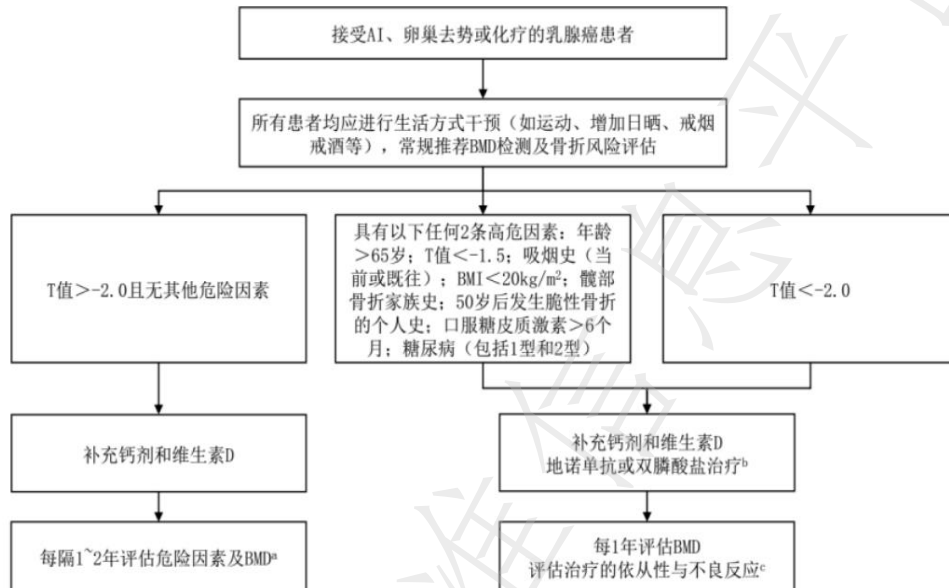 接受AI、卵巢去势或化疗的乳腺癌患者
所有患者均应进行生活方式干预（如运动、增加日晒、戒烟
戒酒等），常规推荐BMD检测及骨折风险评估
T值>-2.0且无其他危险因素
具有以下任何2条高危因素：年龄
>65岁；T值<-1.5；吸烟史（当
前或既往）；BMI<20kg/m²；髋部
骨折家族史；50岁后发生脆性骨折
的个人史；口服糖皮质激素>6个
月；糖尿病（包括1型和2型）
T值<-2.0
补充钙剂和维生素D
补充钙剂和维生素D
地诺单抗或双膦酸盐治疗ᵇ
每隔1~2年评估危险因素及BMDᵃ
每1年评估BMD
评估治疗的依从性与不良反应ᶜ